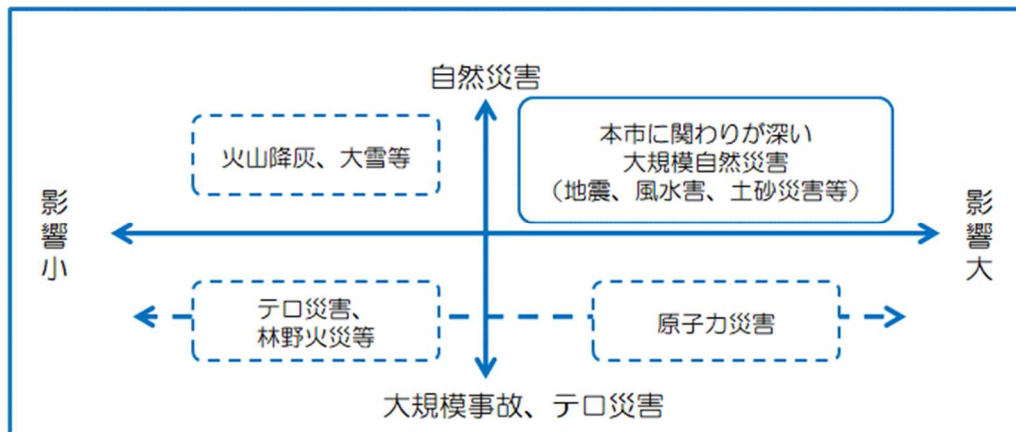 自然災害
火山降灰、大雪等
本市に関わりが深い
大規模自然災害
（地震、風水害、土砂災害等）
影響小
影響大
テロ災害、
林野火災等
原子力災害
大規模事故、テロ災害